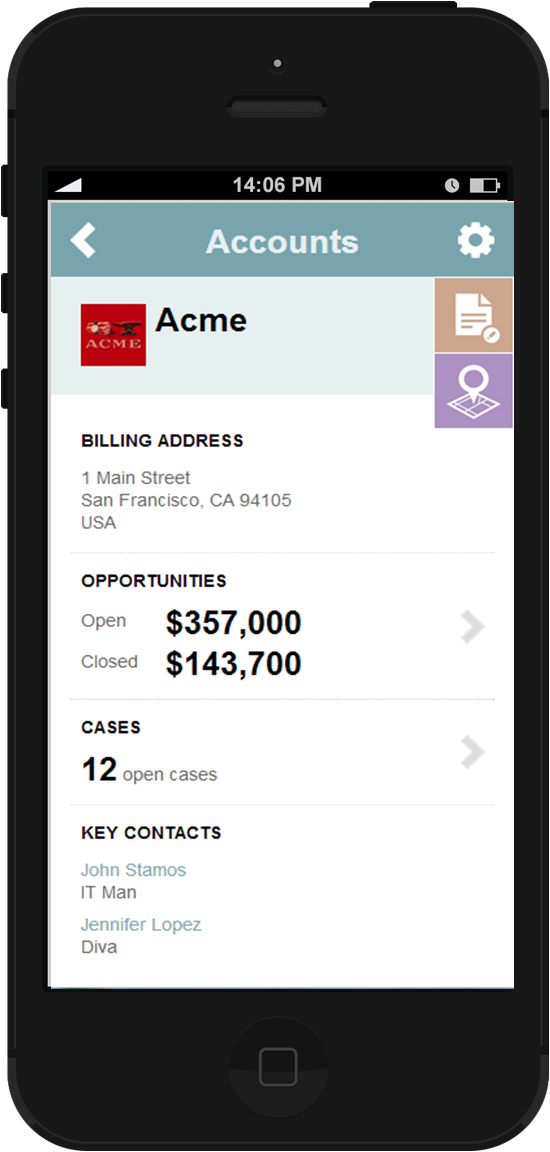 14:06 PM
Accounts
ACME
Acme
BILLING ADDRESS
1 Main Street
San Francisco, CA 94105
USA
OPPORTUNITIES
Open $357,000
Closed $143,700
CASES
12 open cases
KEY CONTACTS
John Stamos
IT Man
Jennifer Lopez
Diva